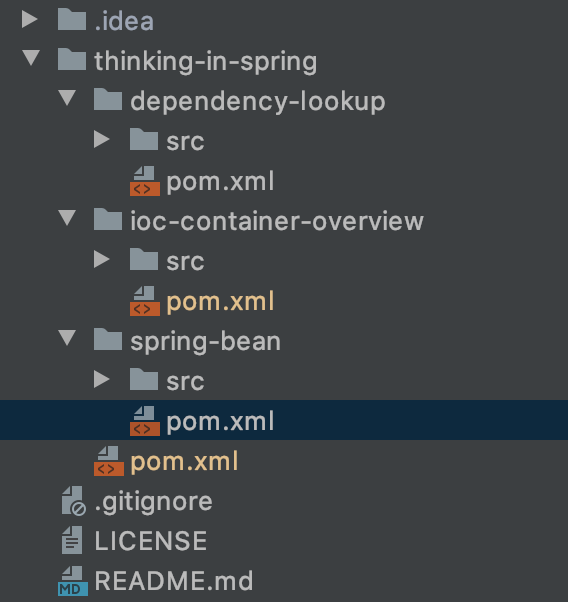 .idea
thinking-in-spring
dependency-lookup
src
pom.xml
ioc-container-overview
src
pom.xml
spring-bean
src
pom.xml
pom.xml
.gitignore
LICENSE
README.md